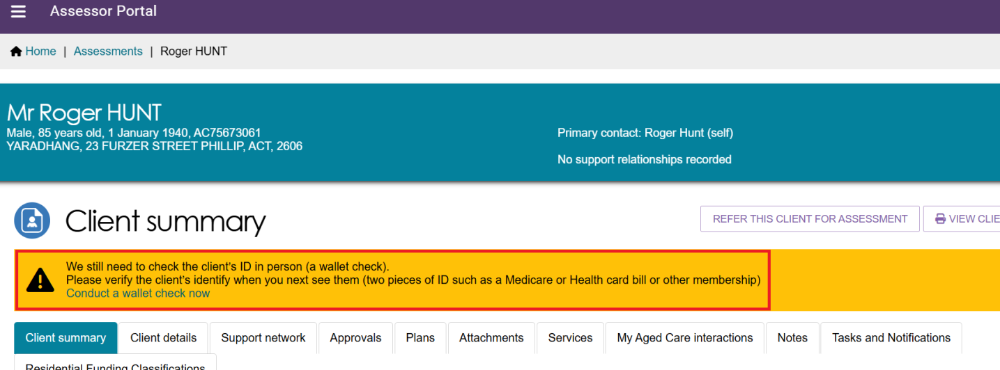 Assessor Portal
Home | Assessments | Roger HUNT
Mr Roger HUNT
Male, 85 years old, 1 January 1940, AC75673061
YARADHANG, 23 FURZER STREET PHILLIP, ACT, 2606
Primary contact: Roger Hunt (self)
No support relationships recorded
Client summary
REFER THIS CLIENT FOR ASSESSMENT
VIEW CLIE
We still need to check the client's ID in person (a wallet check).
Please verify the client's identify when you next see them (two pieces of ID such as a Medicare or Health card bill or other membership)
Conduct a wallet check now
Client summary Client details Support network Approvals Plans Attachments Services My Aged Care interactions Notes Tasks and Notifications
Residential Funding Classifications